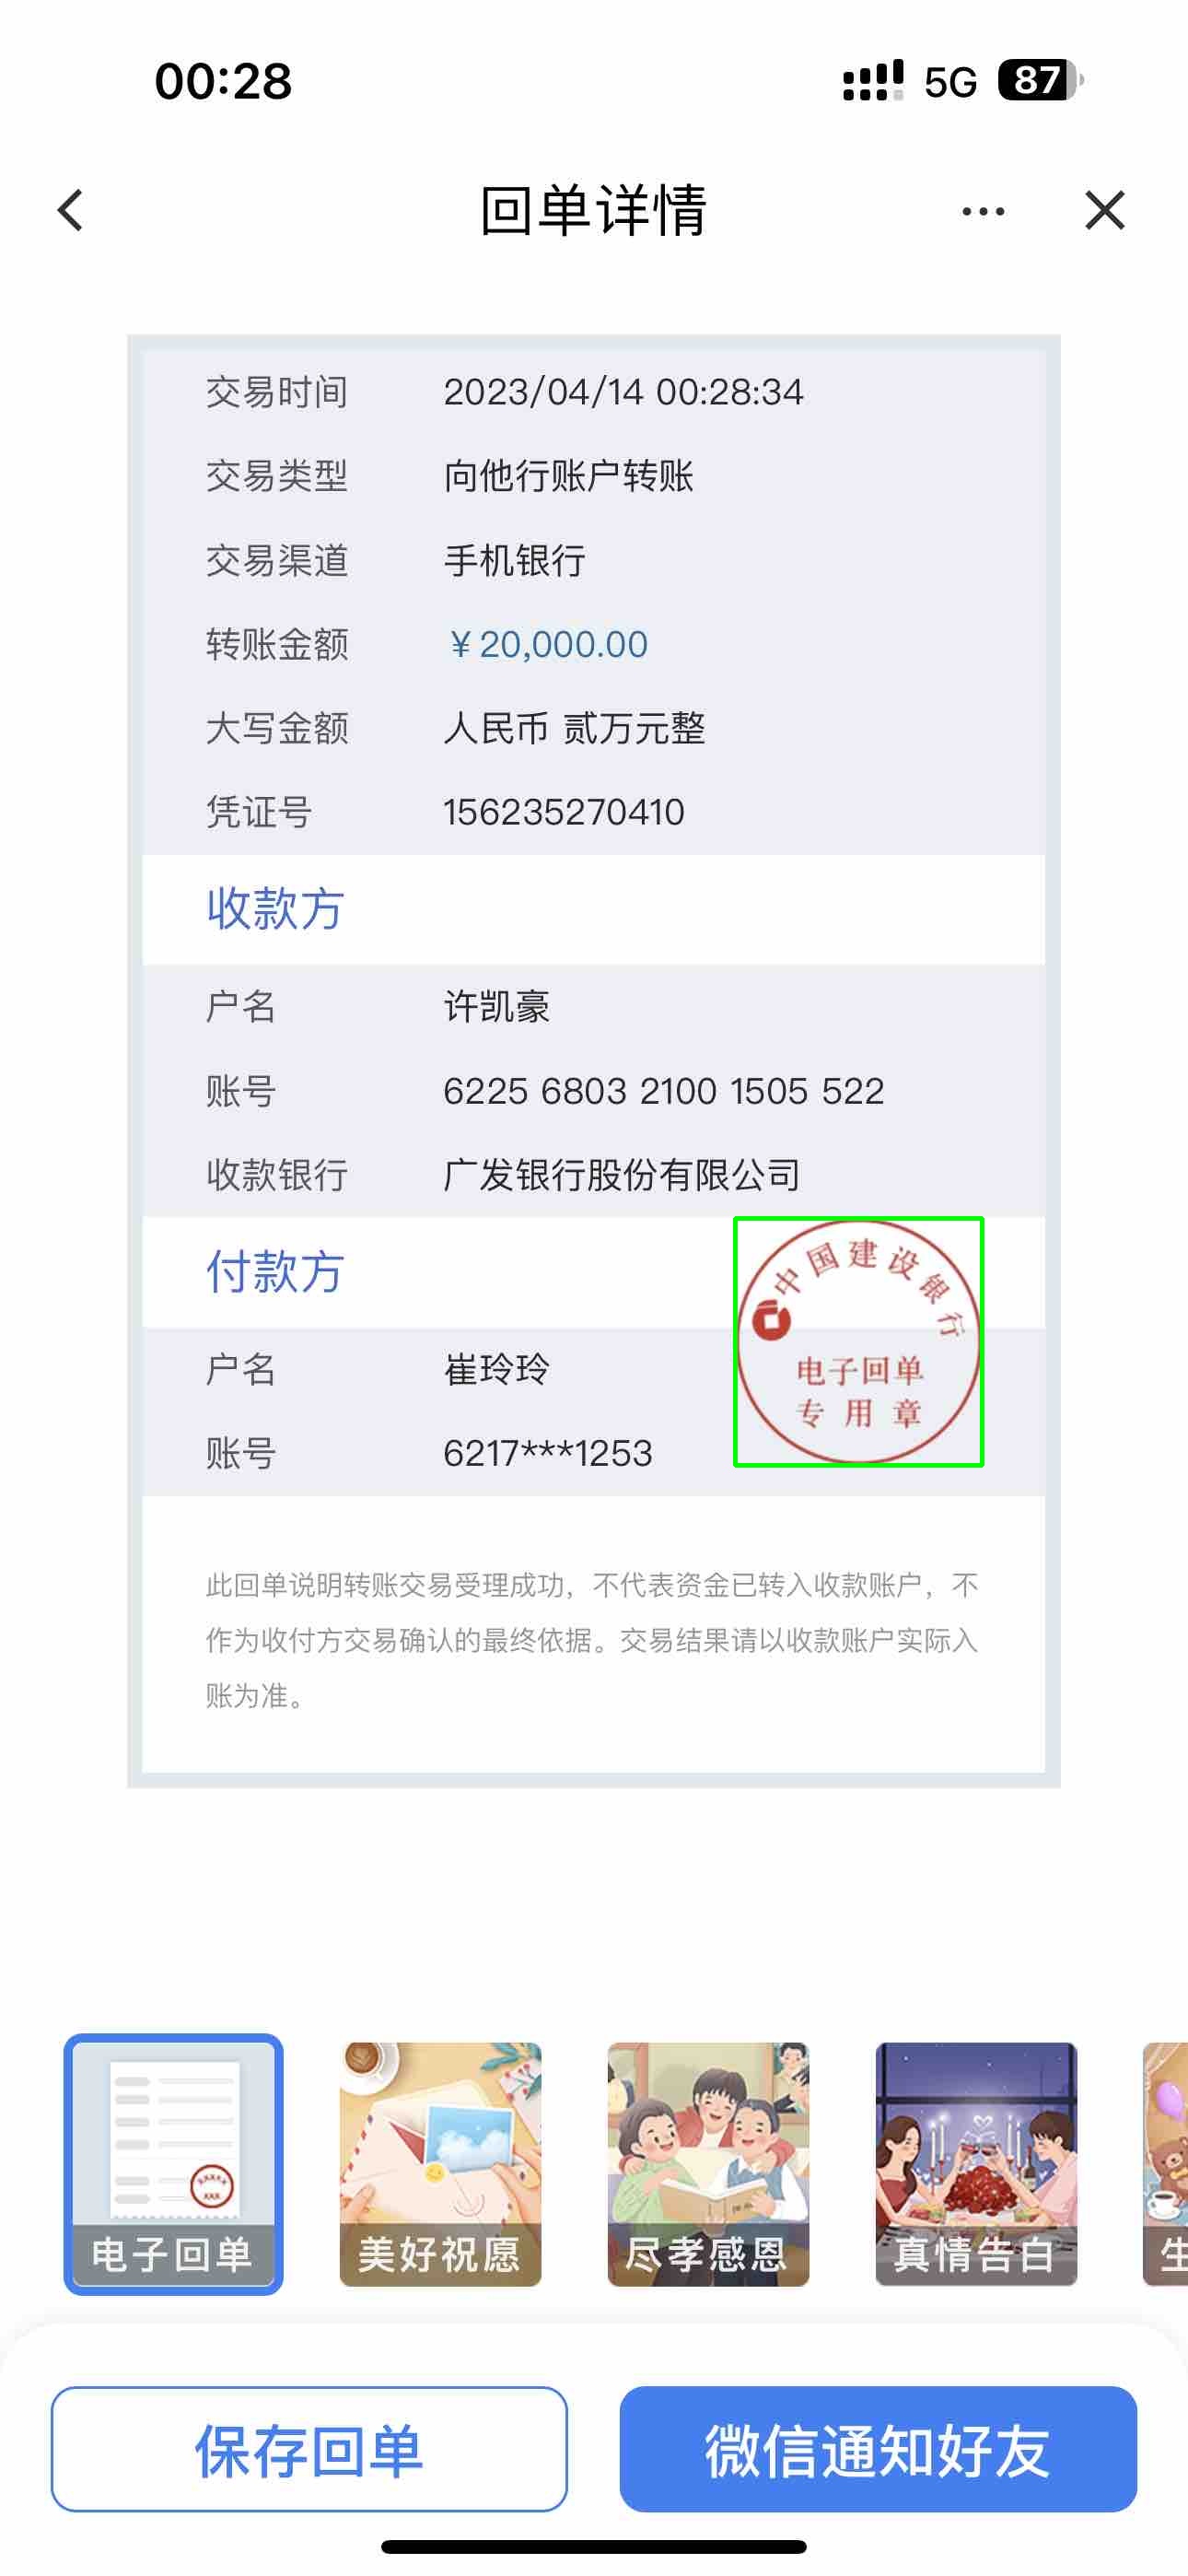 00:28
5G 87
回单详情
交易时间 2023/04/14 00:28:34
交易类型 向他行账户转账
交易渠道 手机银行
转账金额 ¥20,000.00
大写金额 人民币 贰万元整
凭证号 156235270410
收款方
户名 许凯豪
账号 6225 6803 2100 1505 522
收款银行 广发银行股份有限公司
付款方
中国建设银行
电子回单
专用章
户名 崔玲玲
账号 6217***1253
此回单说明转账交易受理成功，不代表资金已转入收款账户，不
作为收付方交易确认的最终依据。交易结果请以收款账户实际入
账为准。
XXXXX
XXX
电子回单 美好祝愿 尽孝感恩 真情告白 生
保存回单 微信通知好友